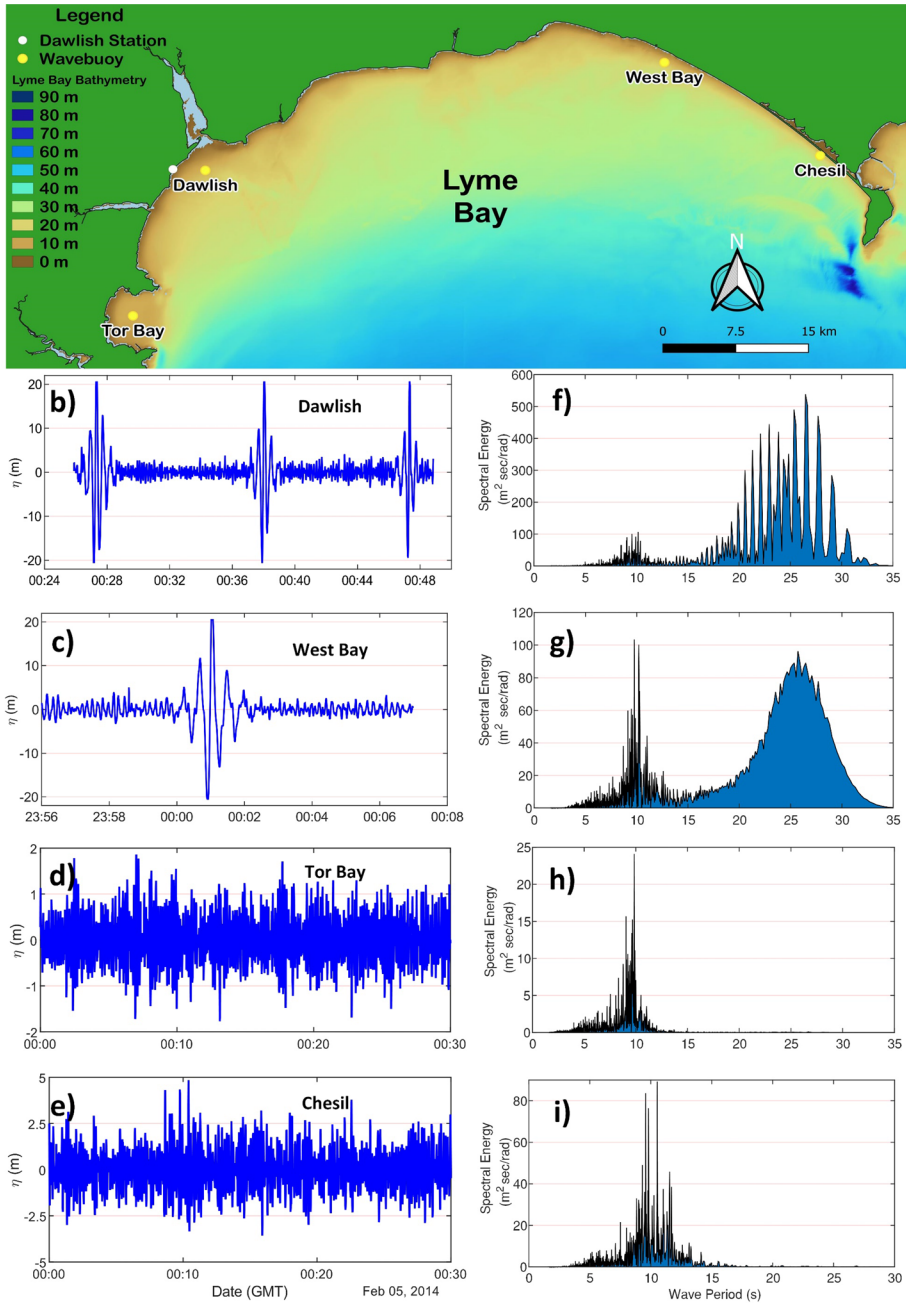 Legend
Dawlish Station
Wavebuoy
Lyme Bay Bathymetry
90 m
80 m
70 m
60 m
50 m
40 m
30 m
20 m
10 m
0 m
West Bay
Dawlish
Chesil
Lyme
Bay
Tor Bay
N
0 7.5 15 km
b)
Dawlish
η (m)
20
10
0
-10
-20
00:24 00:28 00:32 00:36 00:40 00:44 00:48
f)
Spectral Energy
(m² sec/rad)
600
500
400
300
200
100
0
0 5 10 15 20 25 30 35
c)
West Bay
η (m)
20
10
0
-10
-20
23:56 23:58 00:00 00:02 00:04 00:06 00:08
g)
Spectral Energy
(m² sec/rad)
120
100
80
60
40
20
0
0 5 10 15 20 25 30 35
d)
Tor Bay
η (m)
2
1
0
-1
-2
00:00 00:10 00:20 00:30
h)
Spectral Energy
(m² sec/rad)
25
20
15
10
5
0
0 5 10 15 20 25 30 35
e)
Chesil
η (m)
5
2.5
0
-2.5
-5
00:00 00:10 00:20 00:30
Date (GMT)
Feb 05, 2014
i)
Spectral Energy
(m² sec/rad)
80
60
40
20
0
0 5 10 15 20 25 30
Wave Period (s)